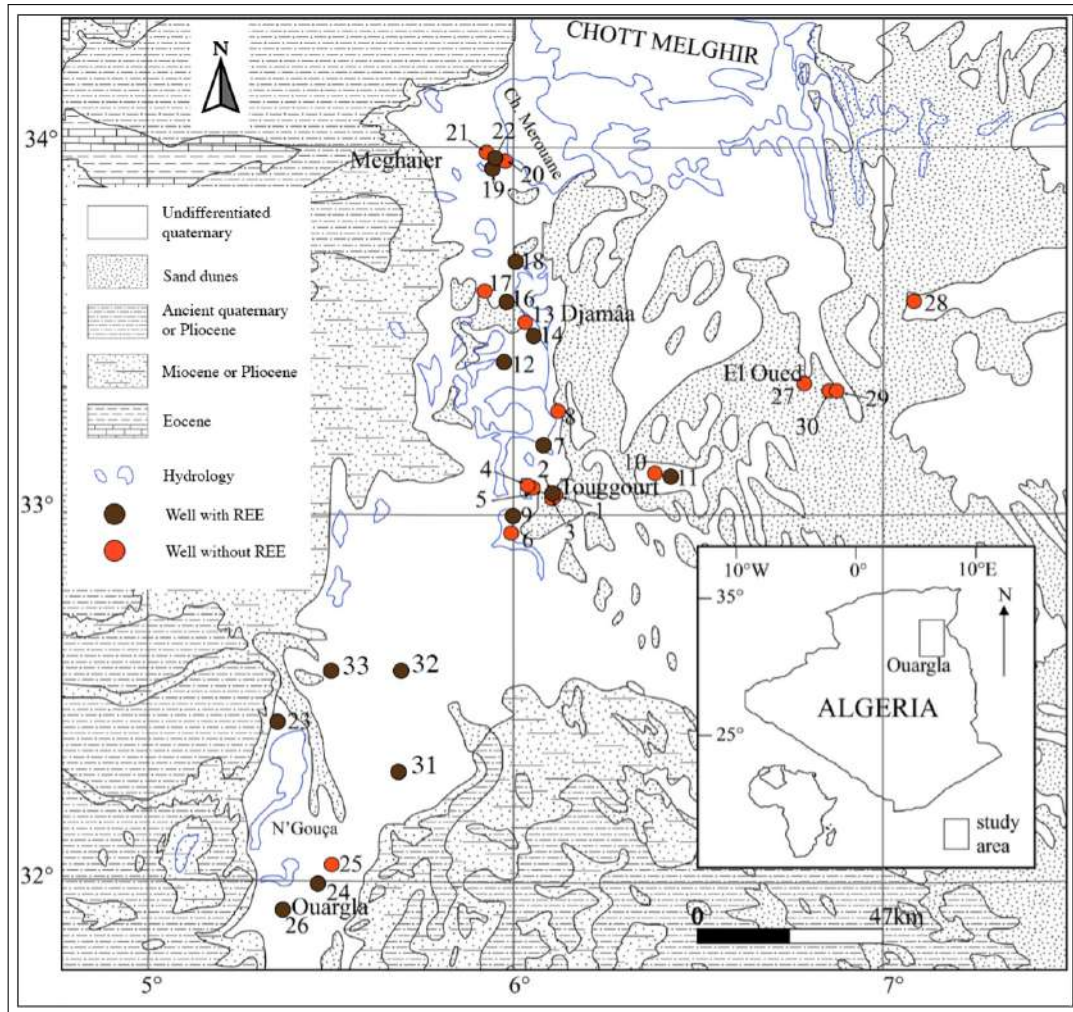 CHOTT MELGHIR
N
Ch. Merouane
34°
21
22
Meghaier
20
19
Undifferentiated
quaternary
Sand dunes
Ancient quaternary
or Pliocene
Miocene or Pliocene
Eocene
Hydrology
Well with REE
Well without REE
18
17
16
13
Djamâa
14
12
28
El Oued
27
29
30
8
7
10
11
4
2
Touggourt
5
1
9
3
6
33°
33
32
23
31
N'Gouça
25
32°
24
Ouargla
26
10°W
0°
10°E
35°
N
Ouargla
ALGERIA
25°
study
area
0
47km
5°
6°
7°